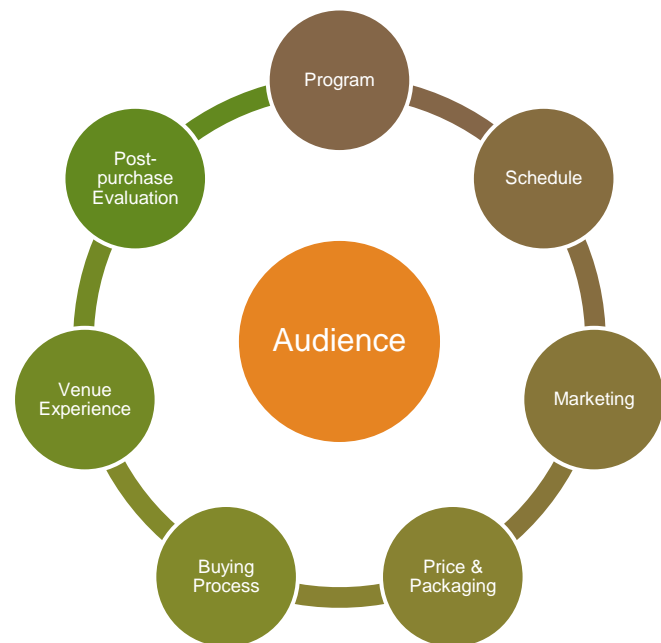 Program
Schedule
Marketing
Price &
Packaging
Buying
Process
Venue
Experience
Post-
purchase
Evaluation
Audience